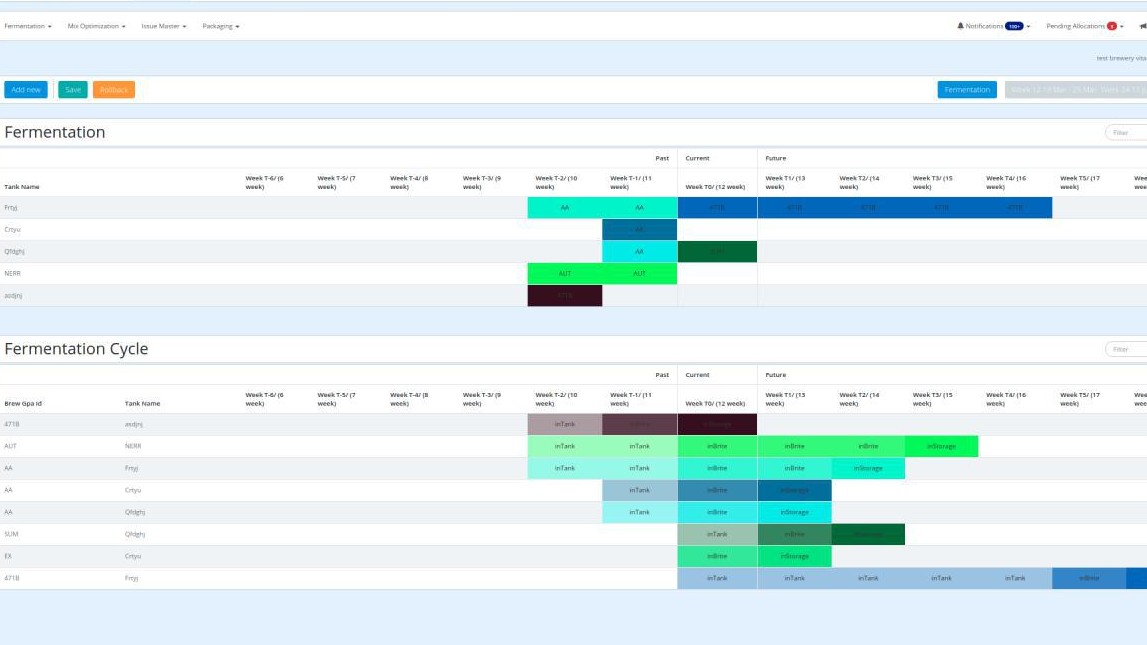 Fermentation Mix Optimization Issue Master Packaging Notifications 100+ Pending Allocations
test brewery vita
Add new Save Rollback Fermentation
Fermentation Filter
Past Current Future
Tank Name Week T-6/ (6 week) Week T-5/ (7 week) Week T-4/ (8 week) Week T-3/ (9 week) Week T-2/ (10 week) Week T-1/ (11 week) Week T0/ (12 week) Week T1/ (13 week) Week T2/ (14 week) Week T3/ (15 week) Week T4/ (16 week) Week T5/ (17 week)
Frtyj AA AA 471B 471B 471B 471B 471B
Crtyu AA
Qfdghj AA
NERR AUT AUT
asdjnj 471B
Fermentation Cycle Filter
Past Current Future
Brew Gpa Id Tank Name Week T-6/ (6 week) Week T-5/ (7 week) Week T-4/ (8 week) Week T-3/ (9 week) Week T-2/ (10 week) Week T-1/ (11 week) Week T0/ (12 week) Week T1/ (13 week) Week T2/ (14 week) Week T3/ (15 week) Week T4/ (16 week) Week T5/ (17 week)
471B asdjnj inTank inStorage
AUT NERR inTank inTank inBrite inBrite inBrite inStorage
AA Frtyj inTank inTank inBrite inBrite inStorage
AA Crtyu inTank inBrite inStorage
AA Qfdghj inTank inBrite inStorage
SUM Qfdghj inTank inBrite
EX Crtyu inBrite inStorage
471B Frtyj inTank inTank inTank inTank inTank inBrite